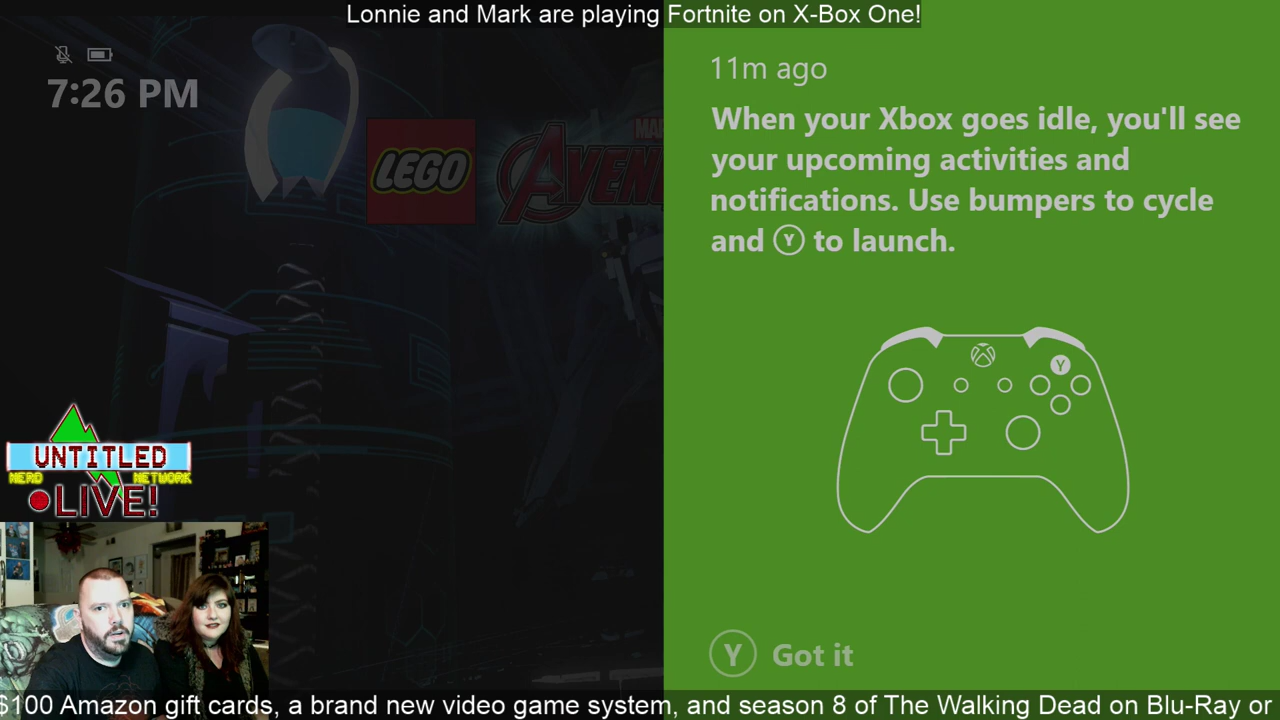 Lonnie and Mark are playing Fortnite on X-Box One!
7:26 PM
LEGO
AVEN
11m ago
When your Xbox goes idle, you'll see
your upcoming activities and
notifications. Use bumpers to cycle
and Y to launch.
Y
Y Got it
UNTITLED
NERD NETWORK
LIVE!
$100 Amazon gift cards, a brand new video game system, and season 8 of The Walking Dead on Blu-Ray or